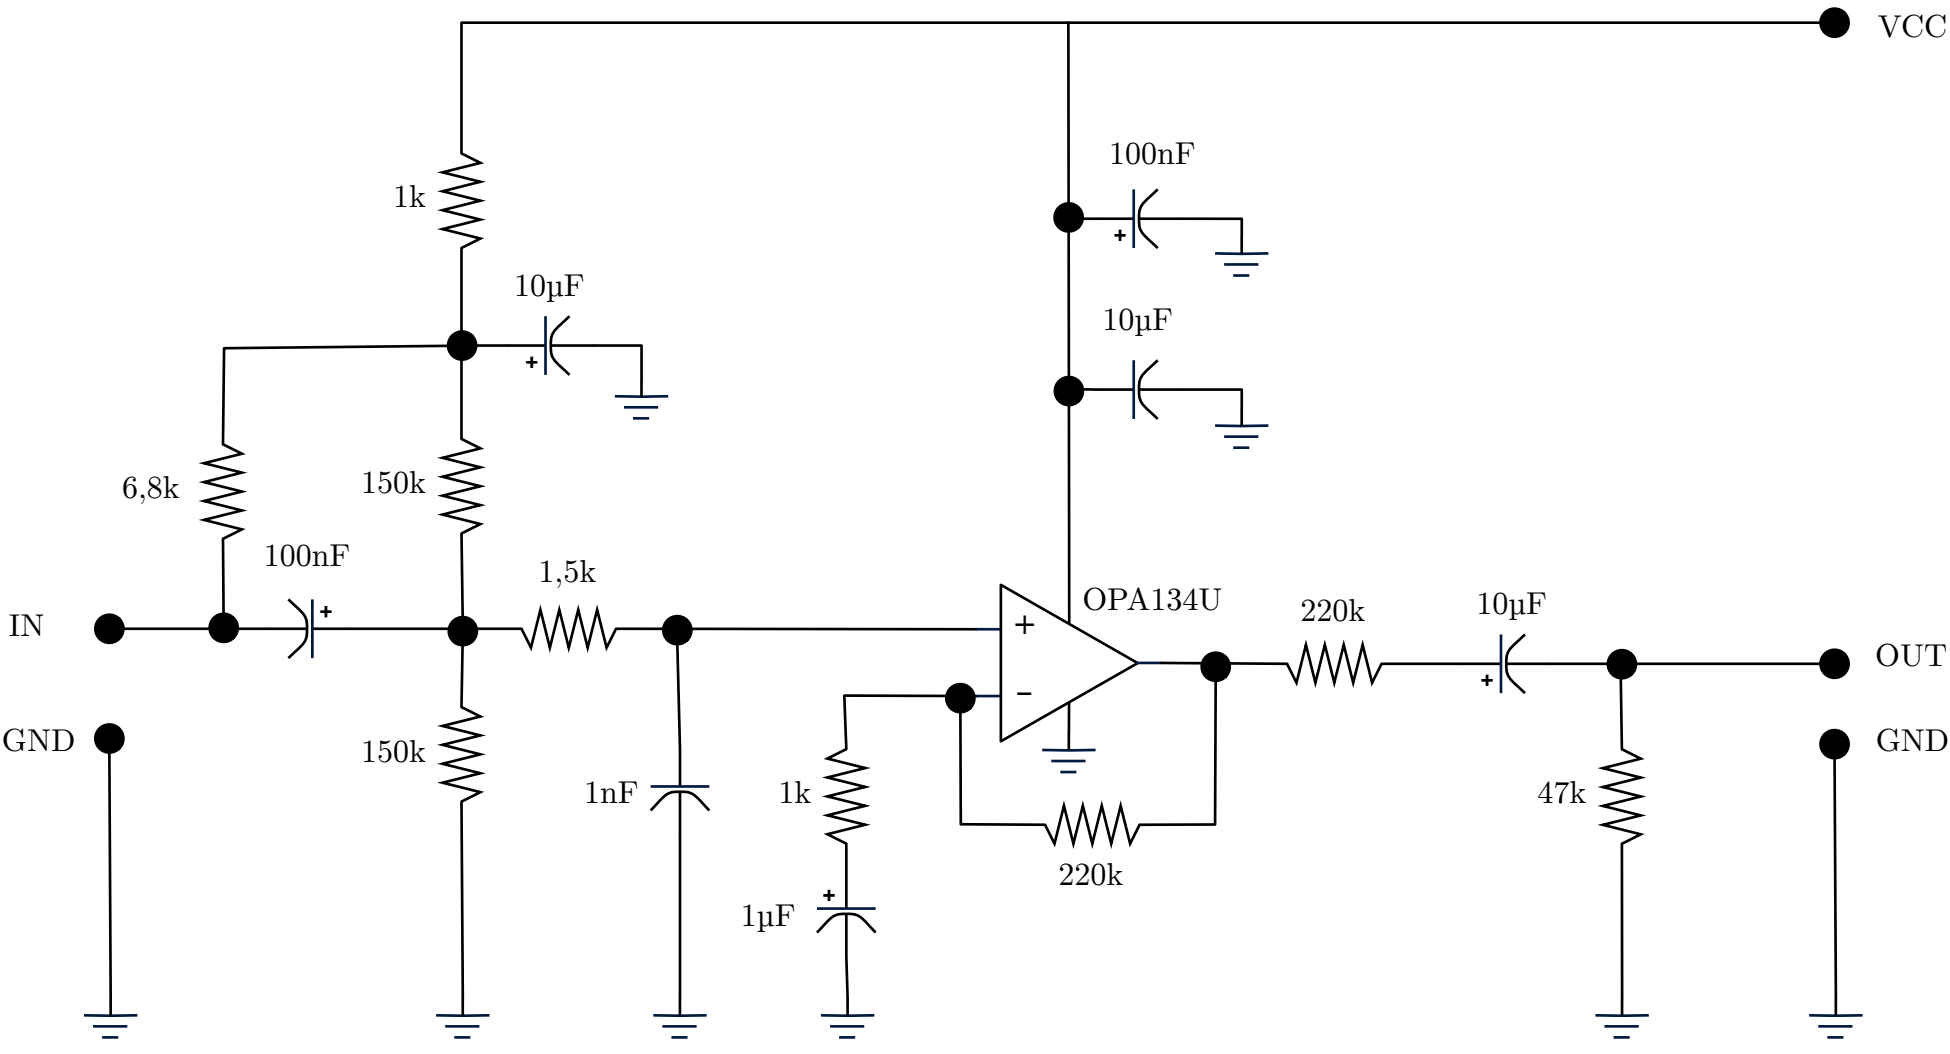 VCC
100nF
1k
10µF
10µF
150k
6,8k
100nF
1,5k
OPA134U
220k
10µF
IN
OUT
+
−
GND
GND
150k
1nF
1k
47k
220k
1µF